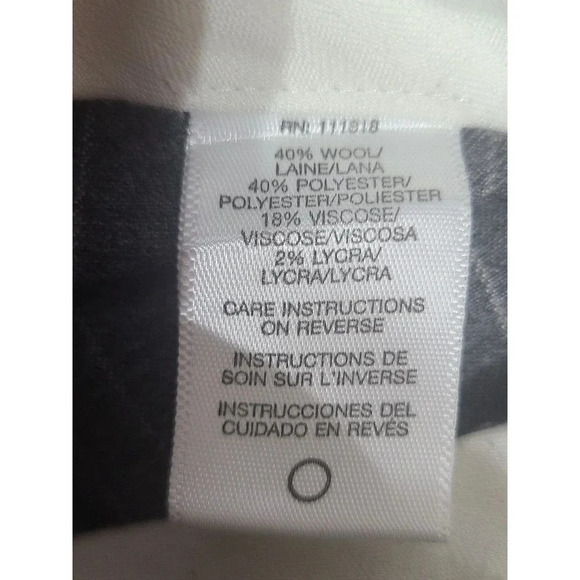 RN: 111818
40% WOOL/
LAINE/LANA
40% POLYESTER/
POLYESTER/POLIESTER
18% VISCOSE/
VISCOSE/VISCOSA
2% LYCRA/
LYCRA/LYCRA
CARE INSTRUCTIONS
ON REVERSE
INSTRUCTIONS DE
SOIN SUR L'INVERSE
INSTRUCCIONES DEL
CUIDADO EN REVÉS